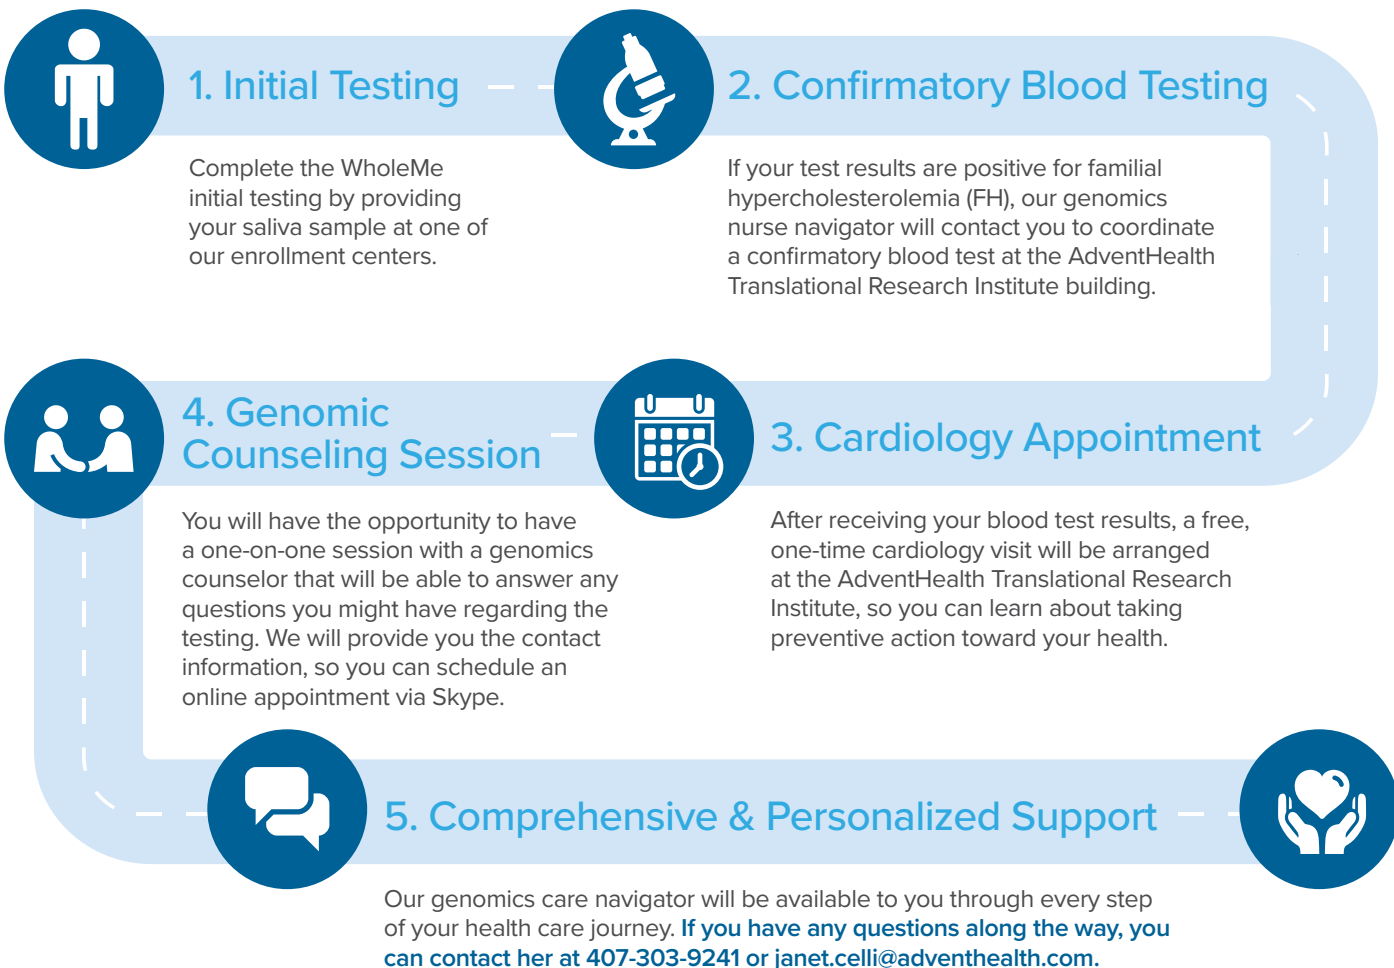 1. Initial Testing
Complete the WholeMe
initial testing by providing
your saliva sample at one of
our enrollment centers.
2. Confirmatory Blood Testing
If your test results are positive for familial
hypercholesterolemia (FH), our genomics
nurse navigator will contact you to coordinate
a confirmatory blood test at the AdventHealth
Translational Research Institute building.
3. Cardiology Appointment
After receiving your blood test results, a free,
one-time cardiology visit will be arranged
at the AdventHealth Translational Research
Institute, so you can learn about taking
preventive action toward your health.
4. Genomic
Counseling Session
You will have the opportunity to have
a one-on-one session with a genomics
counselor that will be able to answer any
questions you might have regarding the
testing. We will provide you the contact
information, so you can schedule an
online appointment via Skype.
5. Comprehensive & Personalized Support
Our genomics care navigator will be available to you through every step
of your health care journey. If you have any questions along the way, you
can contact her at 407-303-9241 or janet.celli@adventhealth.com.